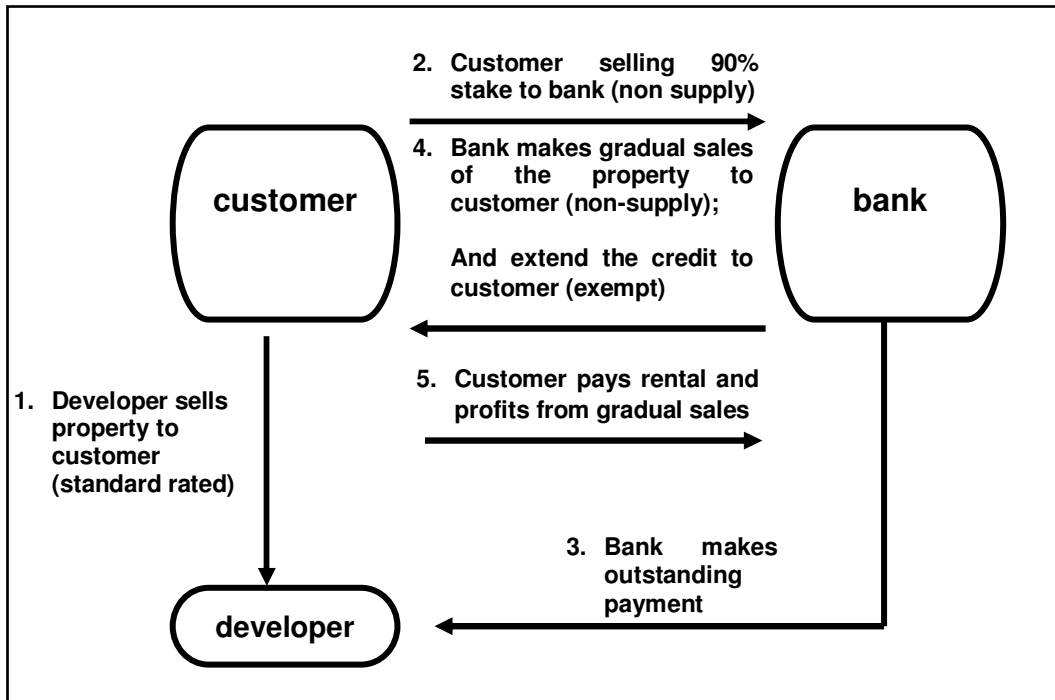 2. Customer selling 90%
stake to bank (non supply)
4. Bank makes gradual sales
of the property to
customer (non-supply);
And extend the credit to
customer (exempt)
customer
bank
5. Customer pays rental and
profits from gradual sales
1. Developer sells
property to
customer
(standard rated)
3. Bank makes
outstanding
payment
developer